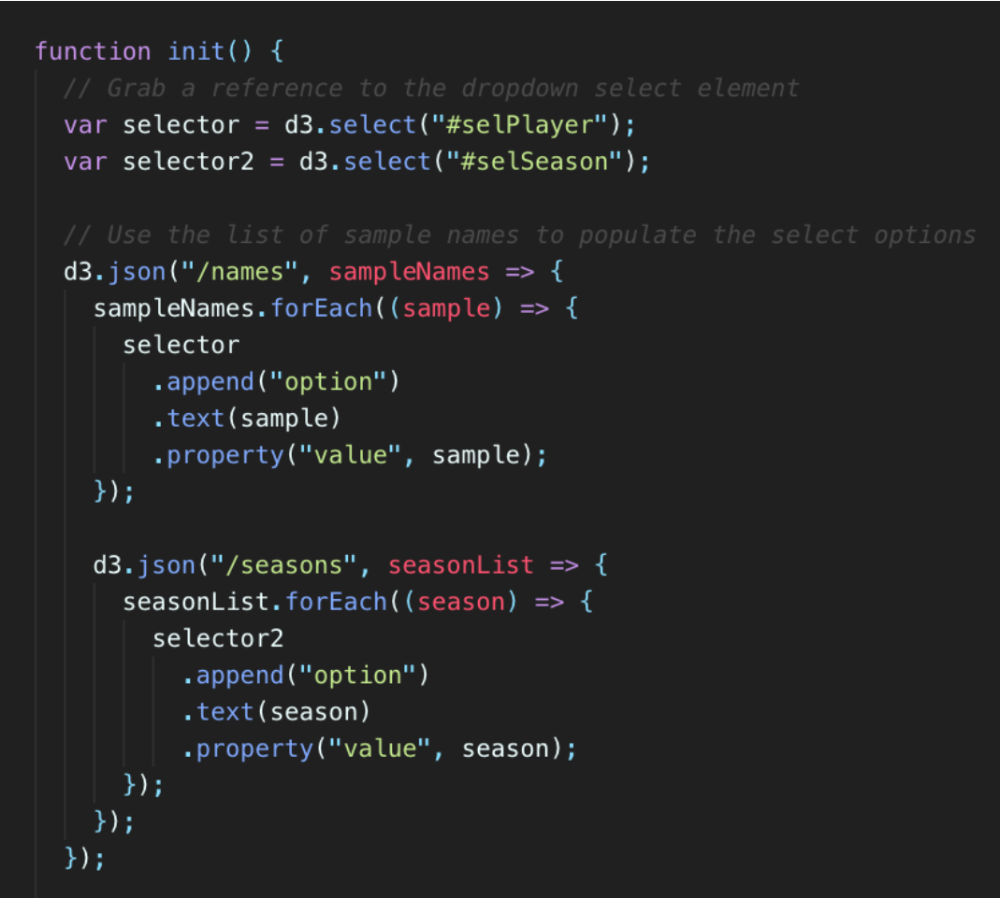 function init() {
  // Grab a reference to the dropdown select element
  var selector = d3.select("#selPlayer");
  var selector2 = d3.select("#selSeason");

  // Use the list of sample names to populate the select options
  d3.json("/names", sampleNames => {
    sampleNames.forEach((sample) => {
      selector
        .append("option")
        .text(sample)
        .property("value", sample);
    });

    d3.json("/seasons", seasonList => {
      seasonList.forEach((season) => {
        selector2
          .append("option")
          .text(season)
          .property("value", season);
      });
    });
  });